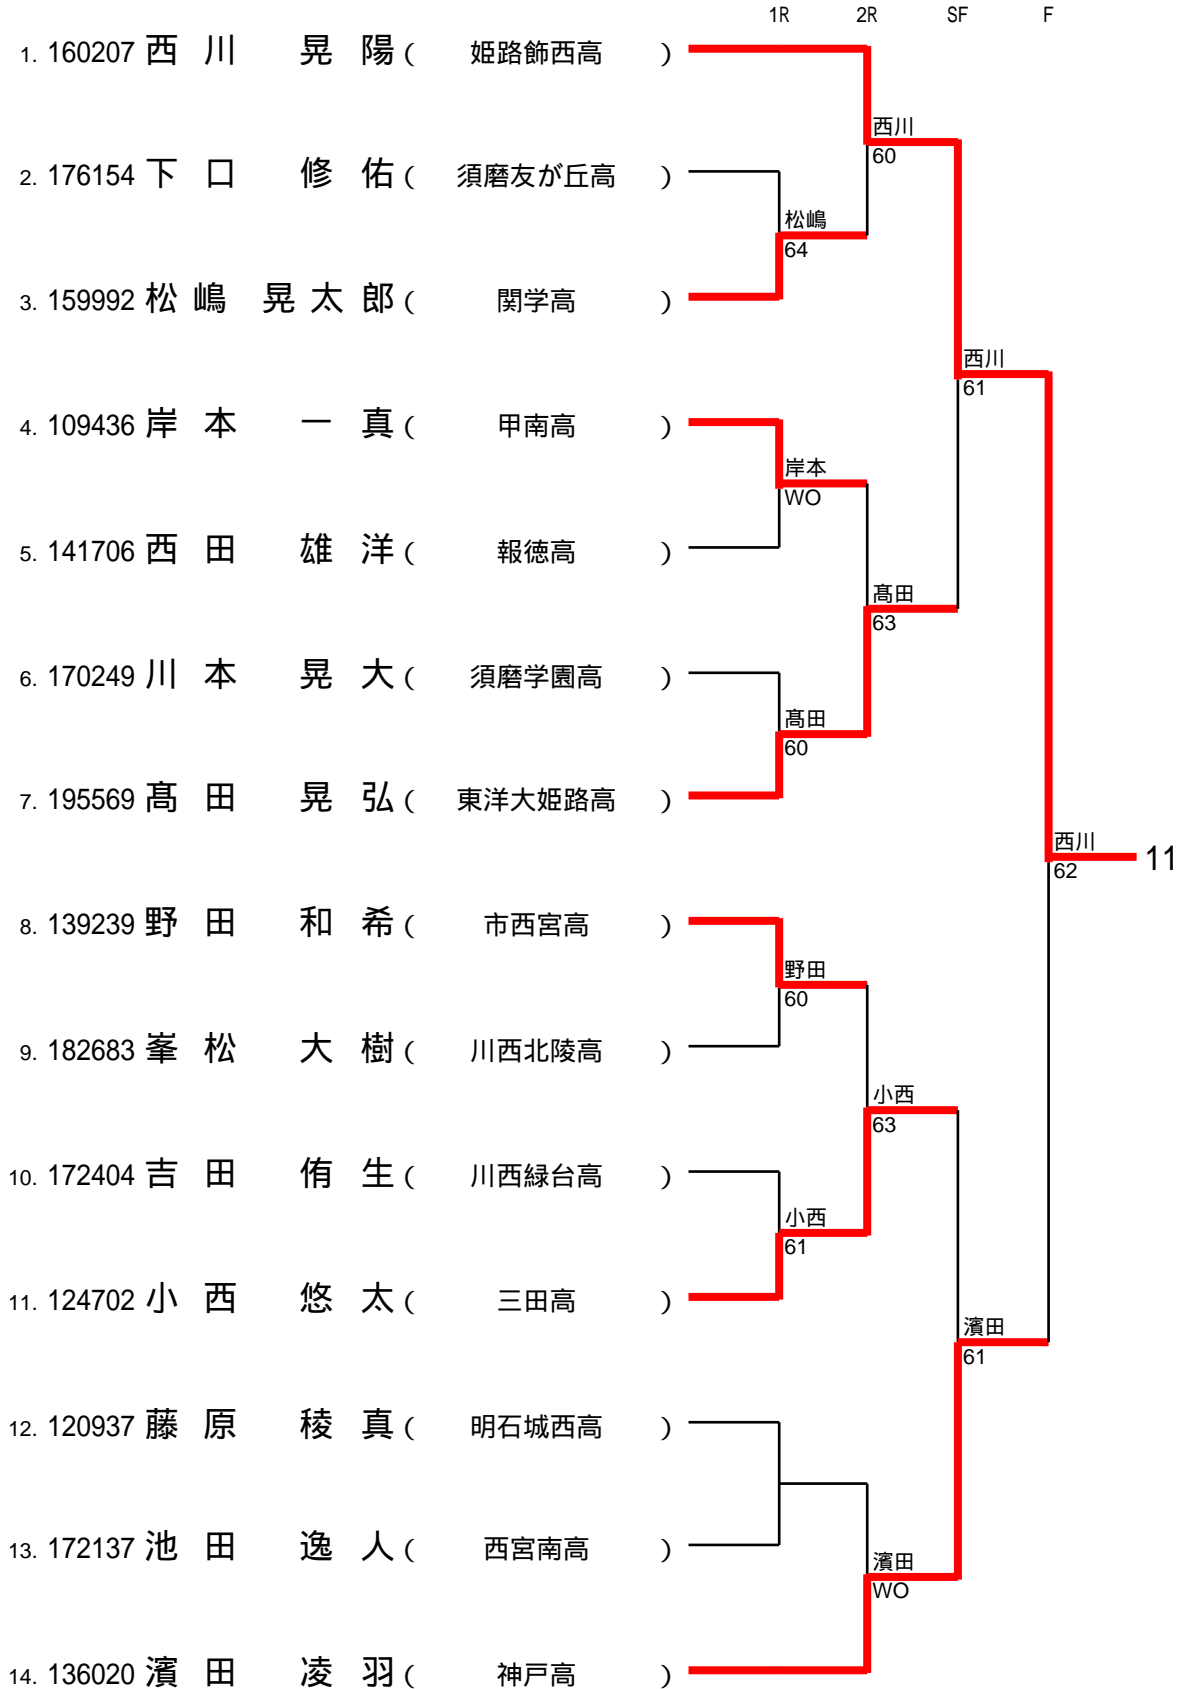 1R 2R SF F
1. 160207 西川 晃陽 ( 姫路飾西高 )
西川
60
2. 176154 下口 修佑 ( 須磨友が丘高 )
松嶋
64
3. 159992 松嶋 晃太郎 ( 関学高 )
西川
61
4. 109436 岸本 一真 ( 甲南高 )
岸本
WO
5. 141706 西田 雄洋 ( 報徳高 )
髙田
63
6. 170249 川本 晃大 ( 須磨学園高 )
髙田
60
7. 195569 髙田 晃弘 ( 東洋大姫路高 )
西川
62
11
8. 139239 野田 和希 ( 市西宮高 )
野田
60
9. 182683 峯松 大樹 ( 川西北陵高 )
小西
63
10. 172404 吉田 侑生 ( 川西緑台高 )
小西
61
11. 124702 小西 悠太 ( 三田高 )
濱田
61
12. 120937 藤原 稜真 ( 明石城西高 )
13. 172137 池田 逸人 ( 西宮南高 )
濱田
WO
14. 136020 濱田 凌羽 ( 神戸高 )